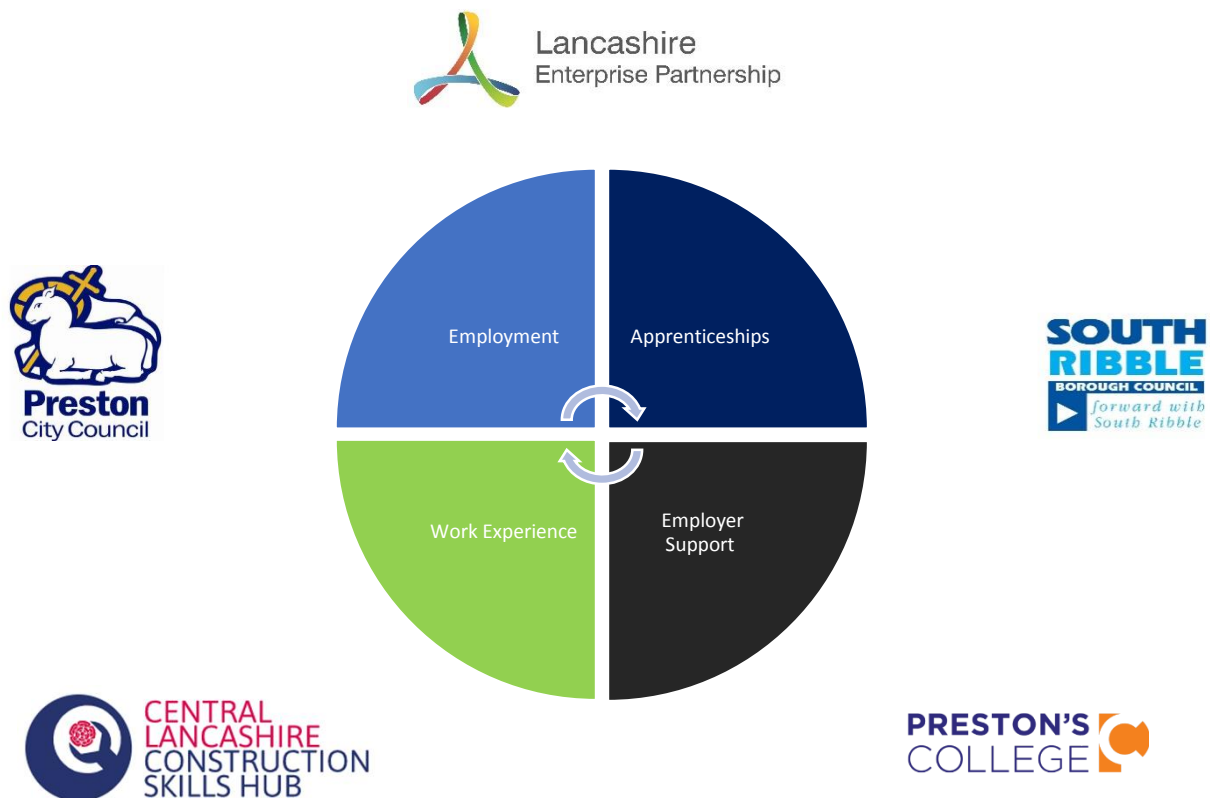 Lancashire
Enterprise Partnership
Employment
Apprenticeships
Preston
City Council
SOUTH
RIBBLE
BOROUGH COUNCIL
forward with
South Ribble
Work Experience
Employer
Support
CENTRAL
LANCASHIRE
CONSTRUCTION
SKILLS HUB
PRESTON'S
COLLEGE